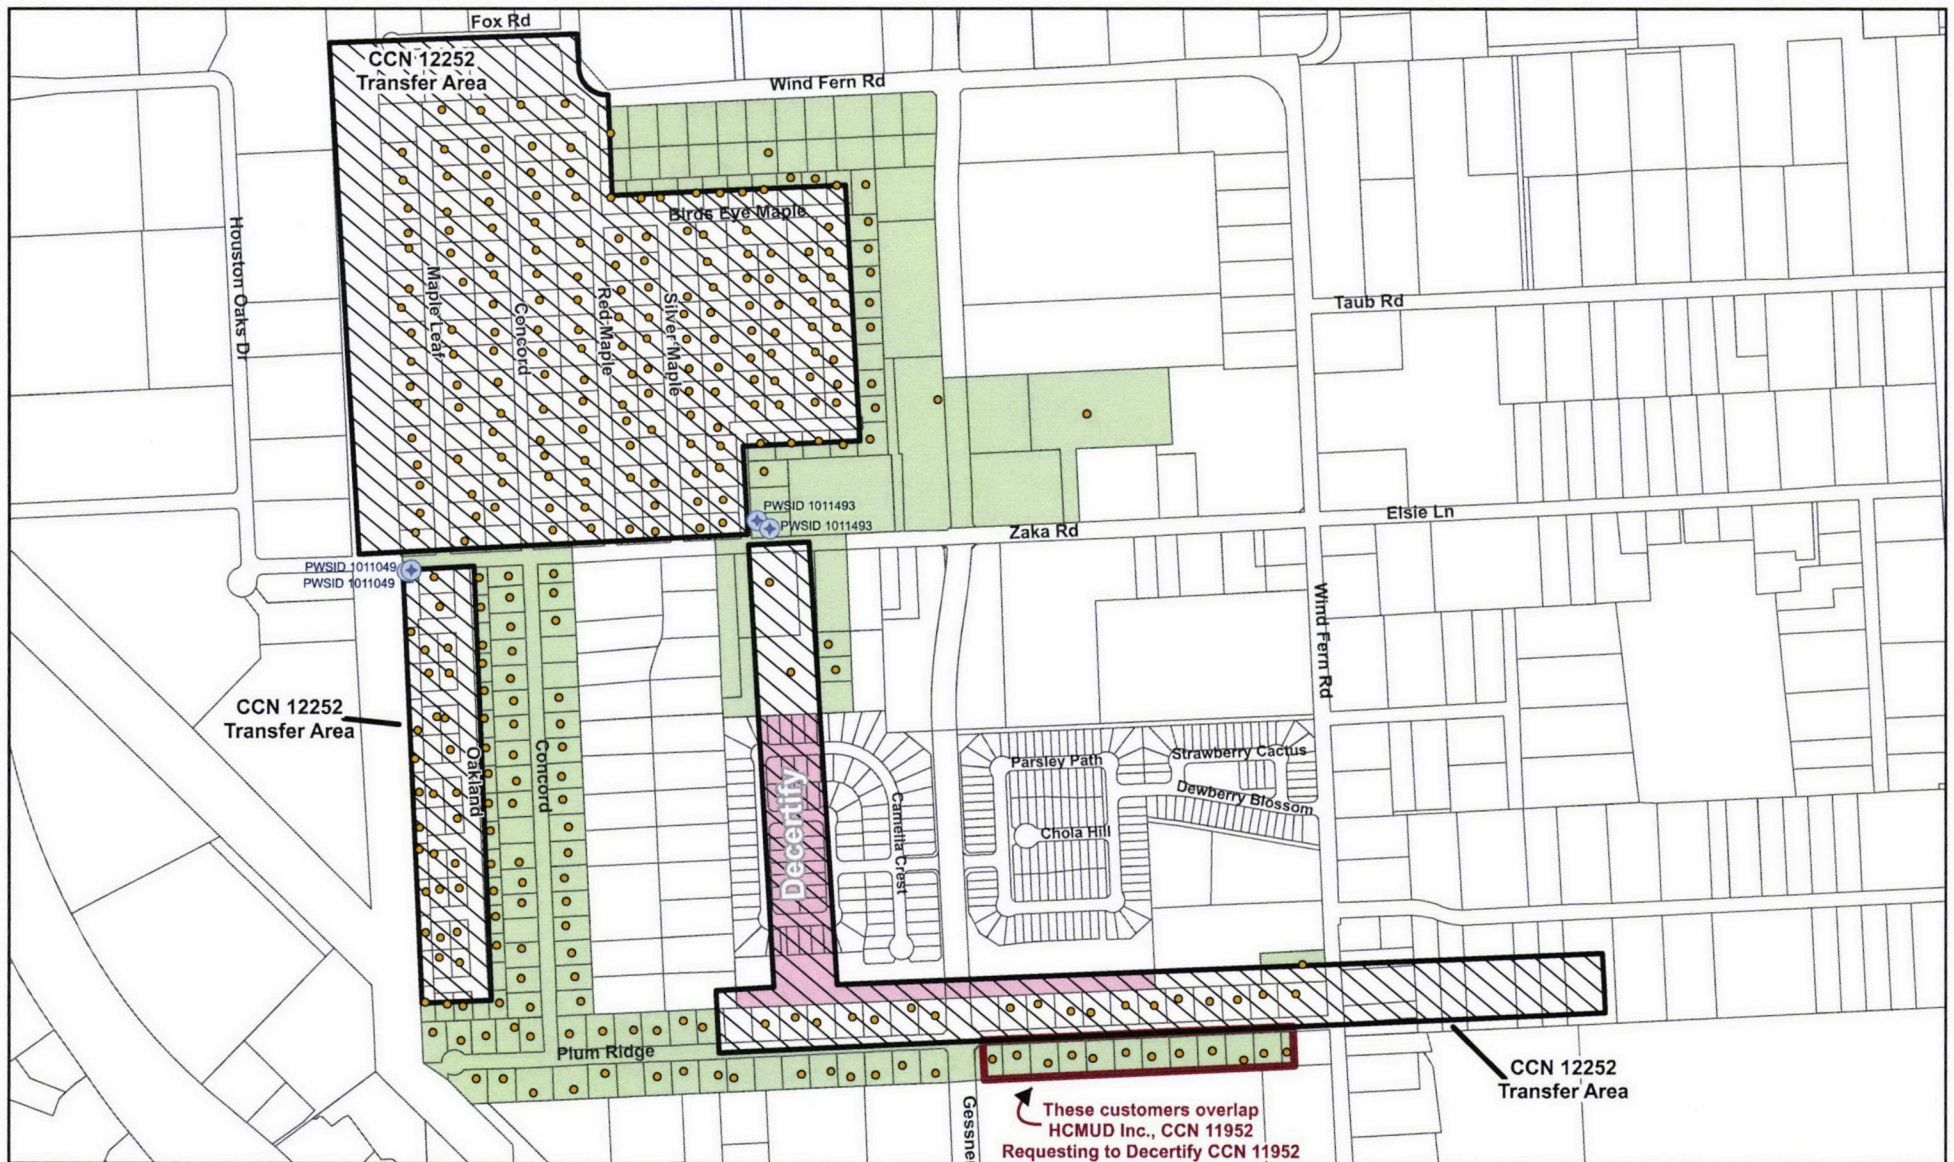 Fox Rd
CCN 12252
Transfer Area
Wind Fern Rd
Birds Eye Maple
Houston Oaks Dr
Maple Leaf
Concord
Red Maple
Silver Maple
Taub Rd
PWSID 1011493
PWSID 1011493
Elsie Ln
Zaka Rd
PWSID 1011049
PWSID 1011049
Wind Fern Rd
CCN 12252
Transfer Area
Oakland
Concord
Decertify
Camelia Crest
Parsley Path
Strawberry Cactus
Dewberry Blossom
Chola Hill
Plum Ridge
CCN 12252
Transfer Area
Gessne
These customers overlap
HCMUD Inc., CCN 11952
Requesting to Decertify CCN 11952